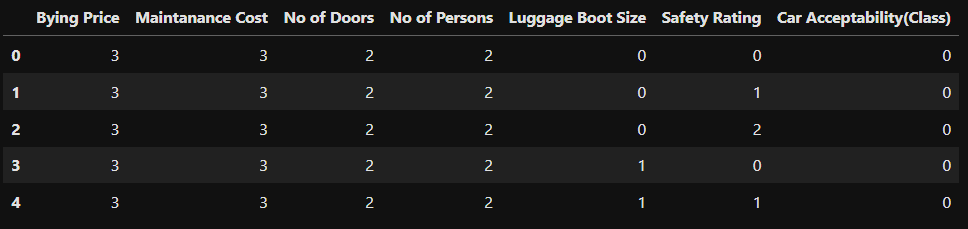 Bying Price Maintanance Cost No of Doors No of Persons Luggage Boot Size Safety Rating Car Acceptability(Class)
0 3 3 2 2 0 0 0
1 3 3 2 2 0 1 0
2 3 3 2 2 0 2 0
3 3 3 2 2 1 0 0
4 3 3 2 2 1 1 0